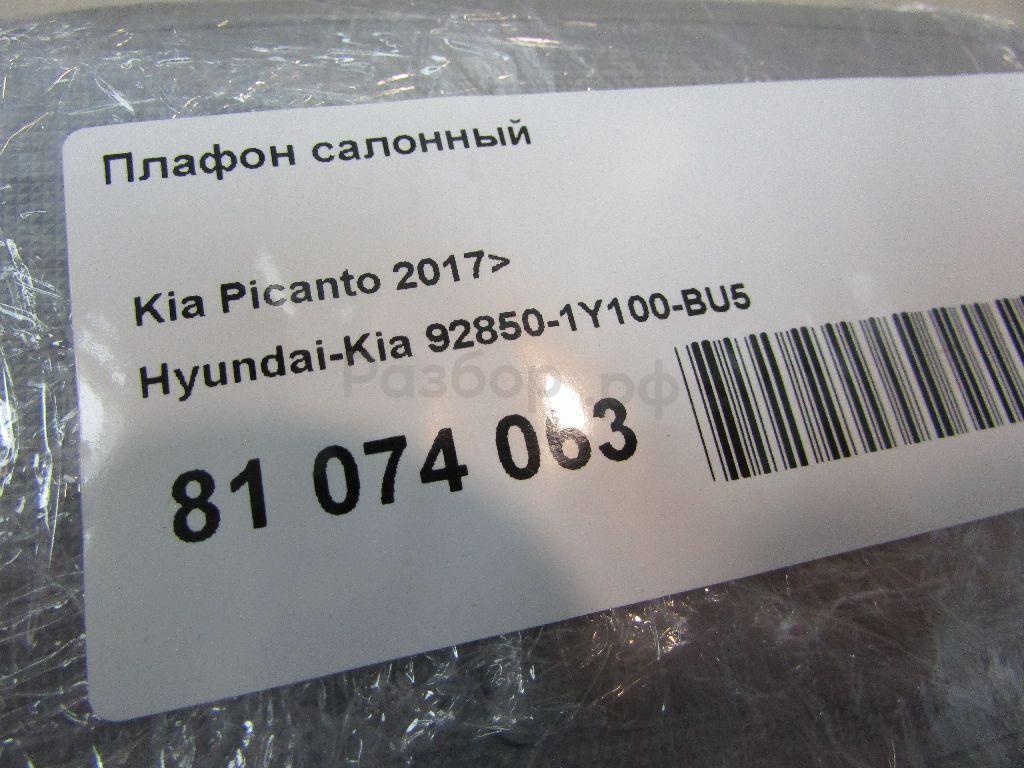 Плафон салонный
Kia Picanto 2017>
Hyundai-Kia 92850-1Y100-BU5
Разбор.рф
81 074 063